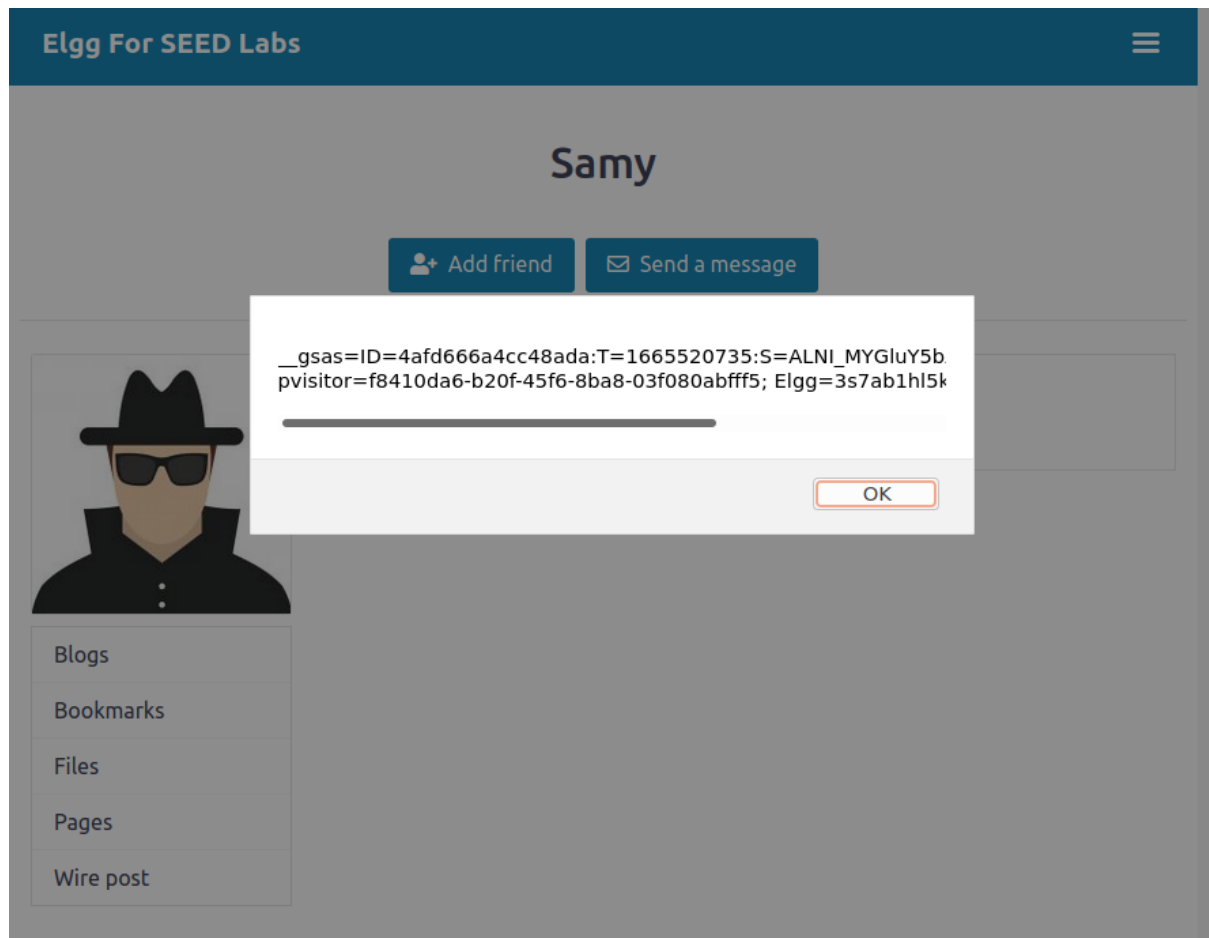 Elgg For SEED Labs
Samy
Add friend
Send a message
__gsas=ID=4afd666a4cc48ada:T=1665520735:S=ALNI_MYGluY5b
pvisitor=f8410da6-b20f-45f6-8ba8-03f080abfff5; Elgg=3s7ab1hl5k
OK
Blogs
Bookmarks
Files
Pages
Wire post